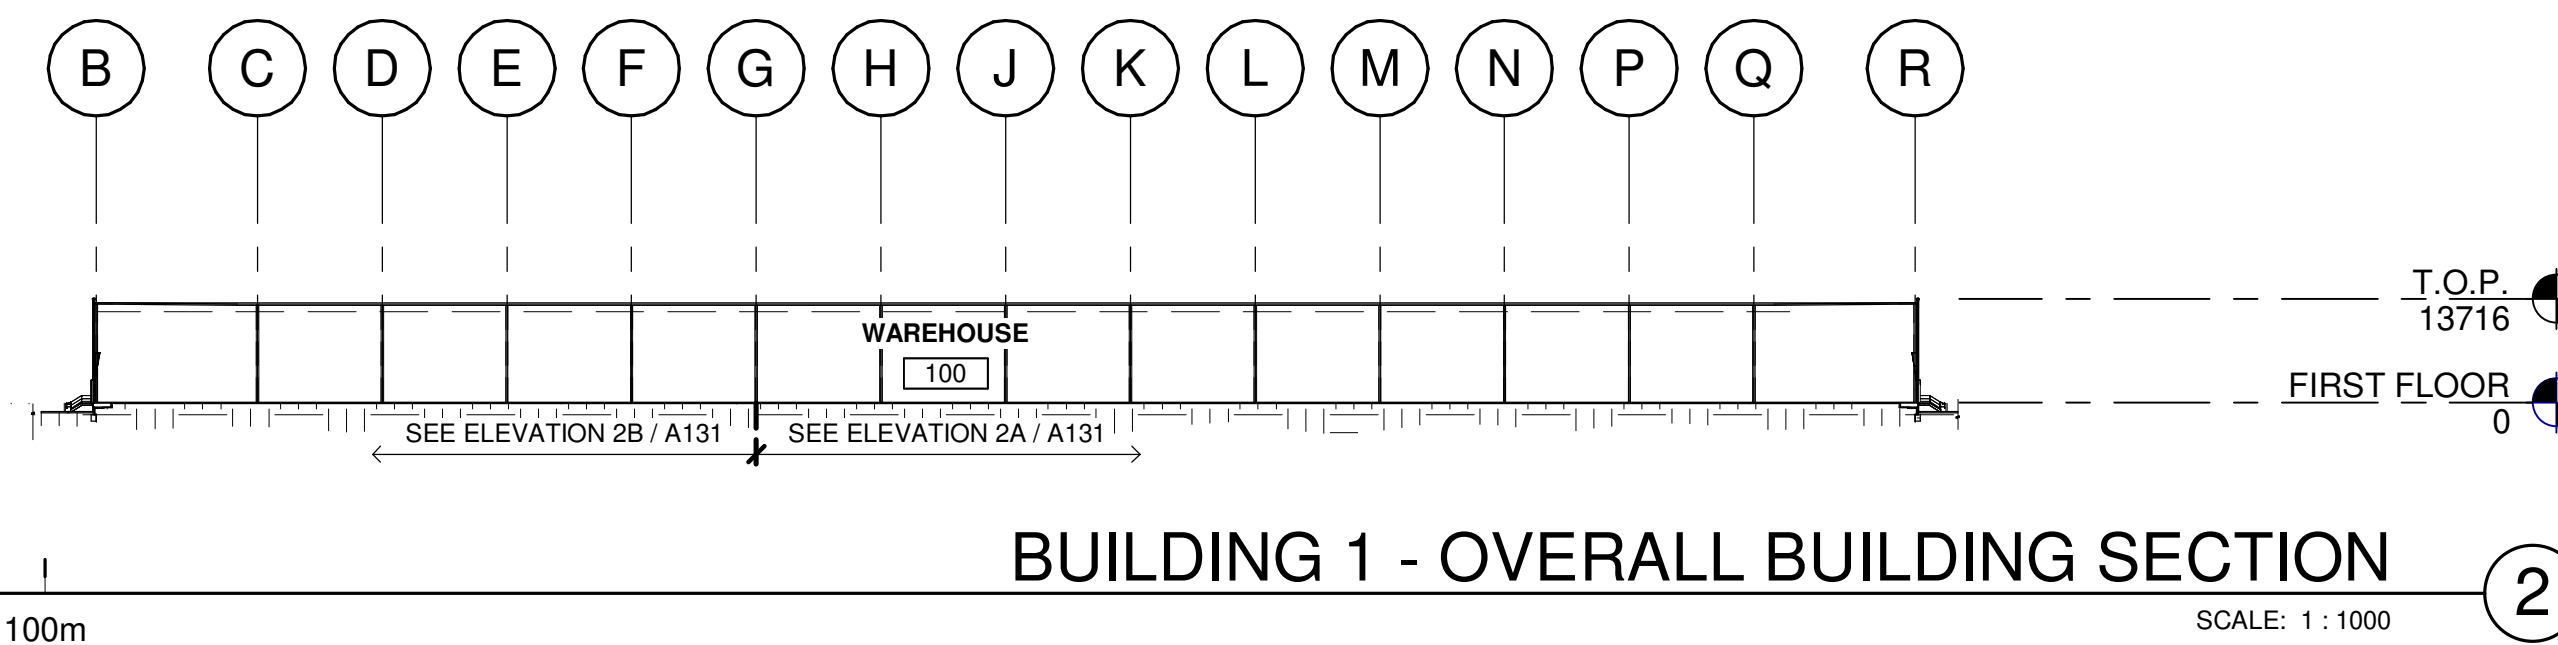 B C D E F G H J K L M N P Q R
T.O.P.
13716
WAREHOUSE
100
FIRST FLOOR
0
SEE ELEVATION 2B / A131 SEE ELEVATION 2A / A131
BUILDING 1 - OVERALL BUILDING SECTION
2
SCALE: 1 : 1000
100m